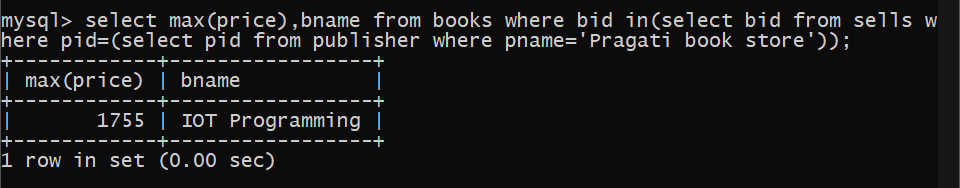 mysql> select max(price),bname from books where bid in(select bid from sells w
here pid=(select pid from publisher where pname='Pragati book store'));
+------------+-----------------+
| max(price) | bname           |
+------------+-----------------+
|       1755 | IOT Programming |
+------------+-----------------+
1 row in set (0.00 sec)